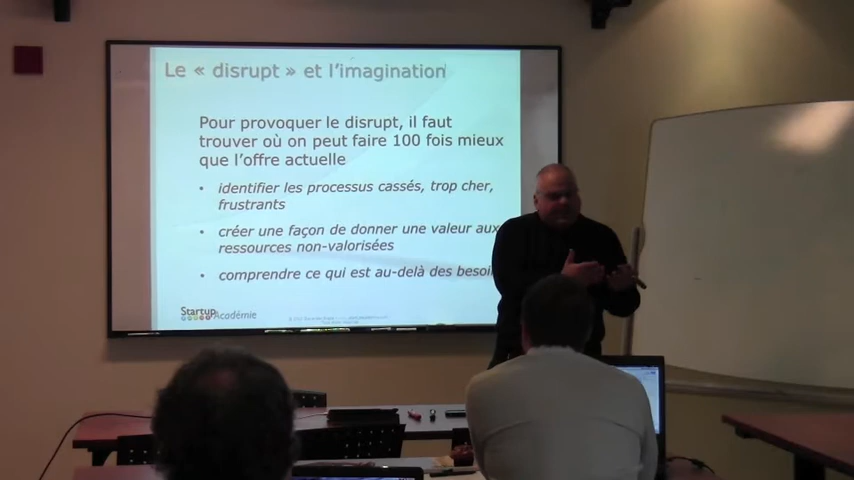 Le « disrupt » et l'imagination
Pour provoquer le disrupt, il faut
trouver où on peut faire 100 fois mieux
que l'offre actuelle
• identifier les processus cassés, trop cher,
frustrants
• créer une façon de donner une valeur aux
ressources non-valorisées
• comprendre ce qui est au-delà des besoi
Startup Académie